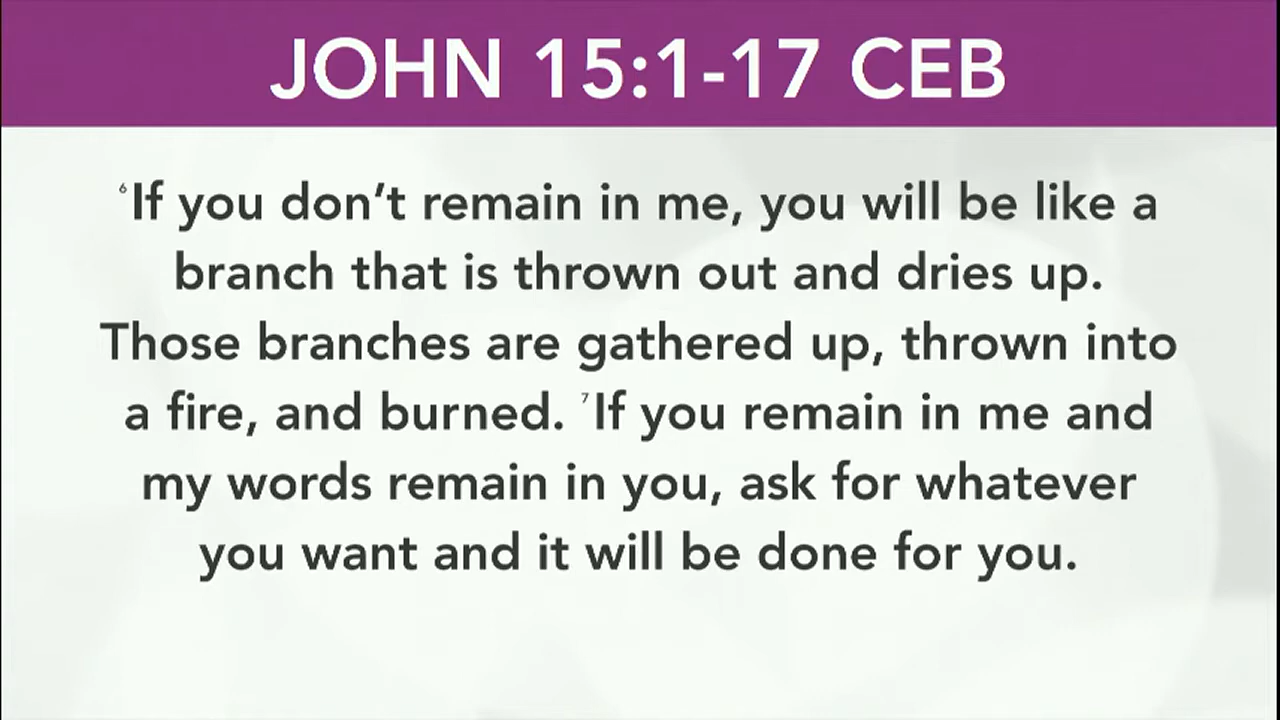 JOHN 15:1-17 CEB
⁶If you don’t remain in me, you will be like a
branch that is thrown out and dries up.
Those branches are gathered up, thrown into
a fire, and burned. ⁷If you remain in me and
my words remain in you, ask for whatever
you want and it will be done for you.